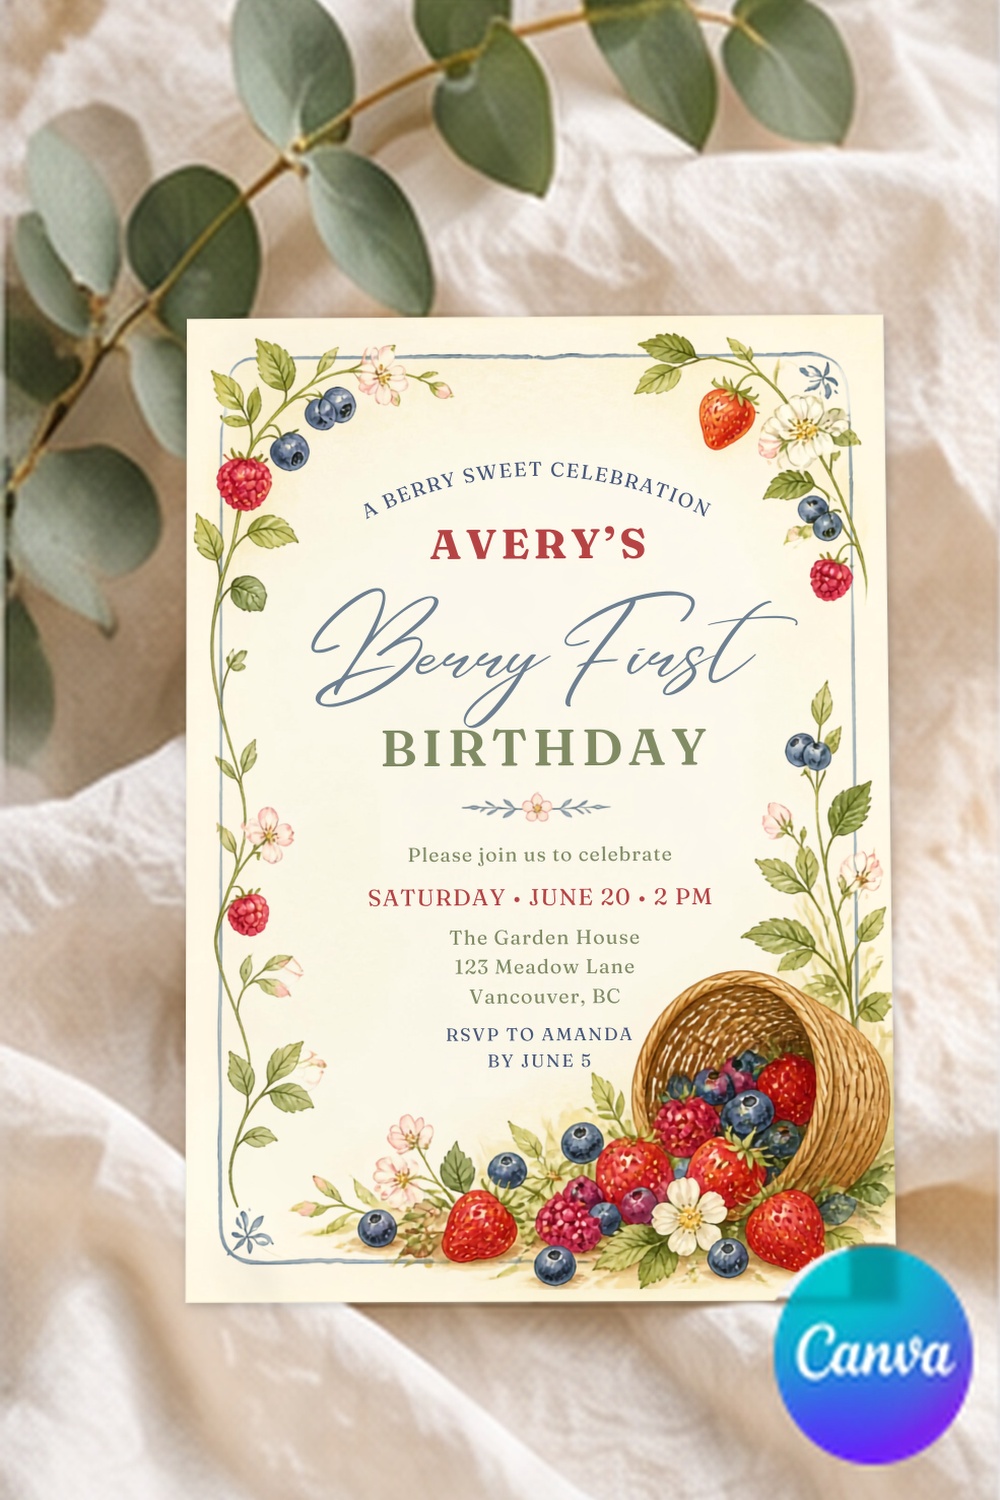 A BERRY SWEET CELEBRATION
AVERY'S
Berry First
BIRTHDAY
Please join us to celebrate
SATURDAY • JUNE 20 • 2 PM
The Garden House
123 Meadow Lane
Vancouver, BC
RSVP TO AMANDA
BY JUNE 5
Canva